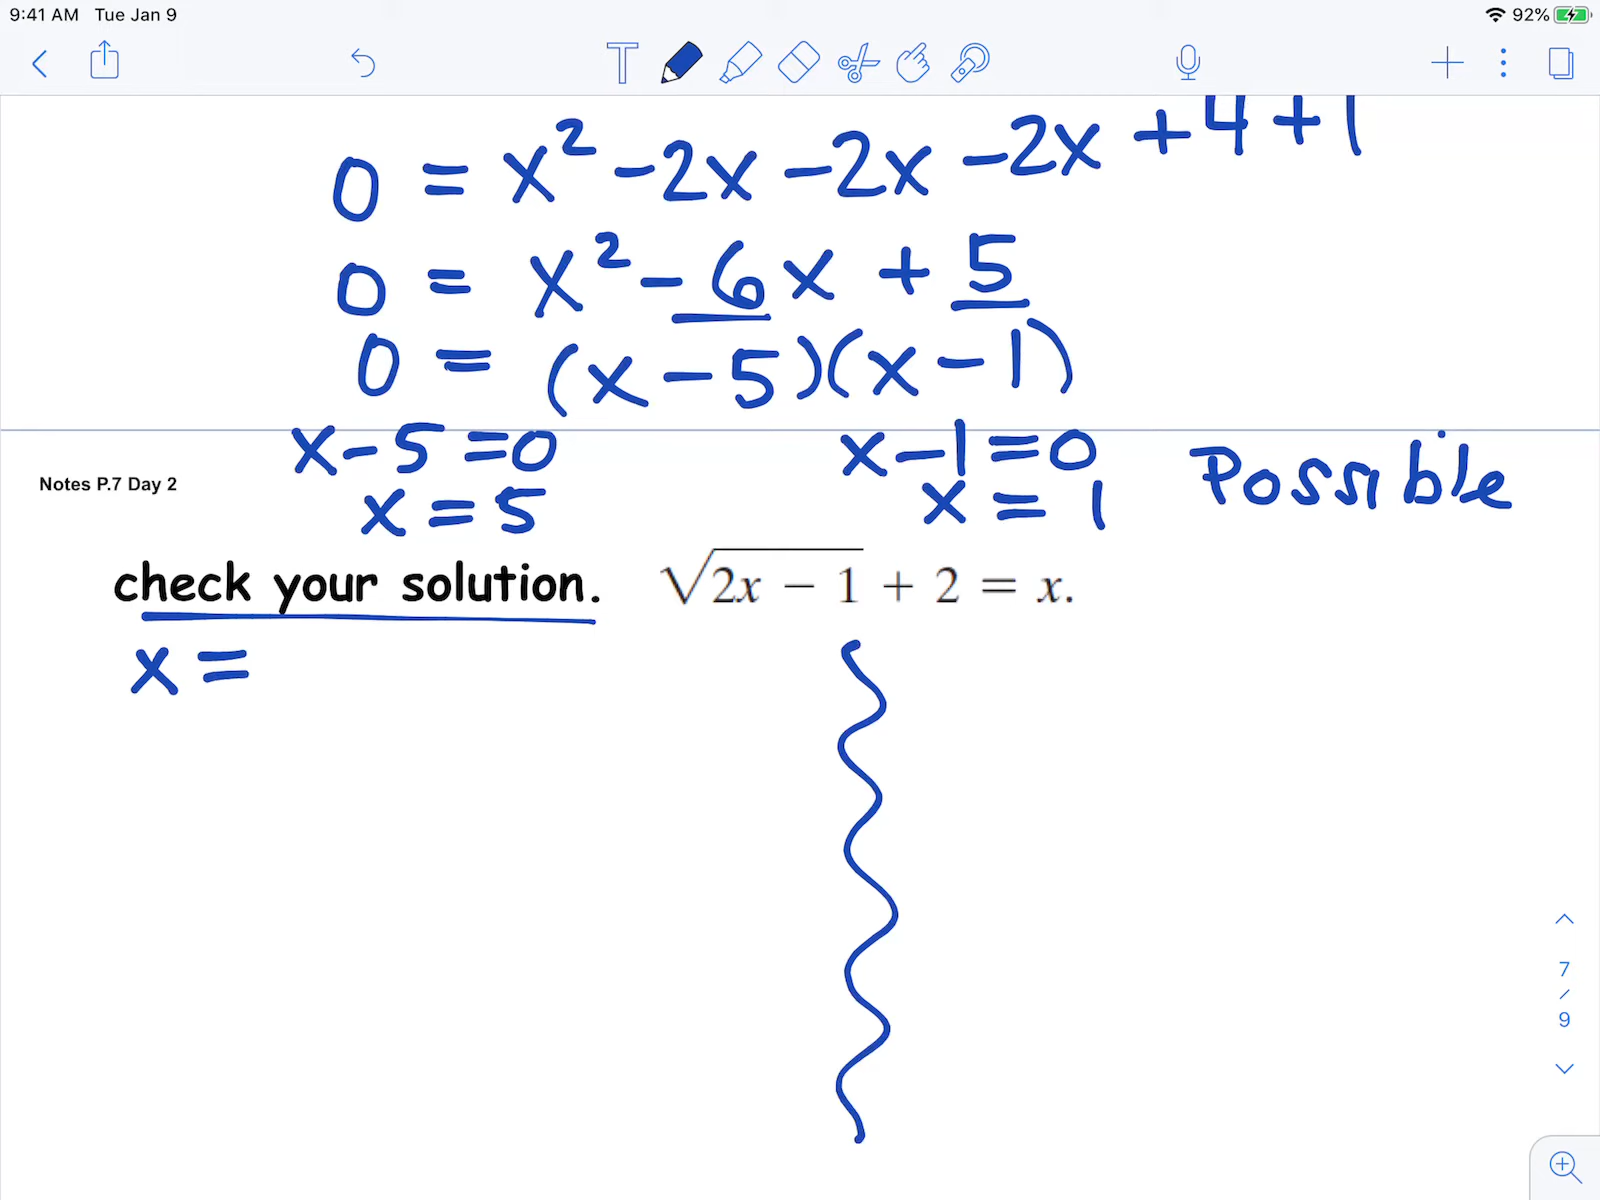 9:41 AM Tue Jan 9 92%
0 = x² - 2x - 2x - 2x + 4 + 1
0 = x² - 6x + 5
0 = (x - 5)(x - 1)
x - 5 = 0 x - 1 = 0 Possible
Notes P.7 Day 2
x = 5 x = 1
check your solution. √2x − 1 + 2 = x.
x =
7
/
9